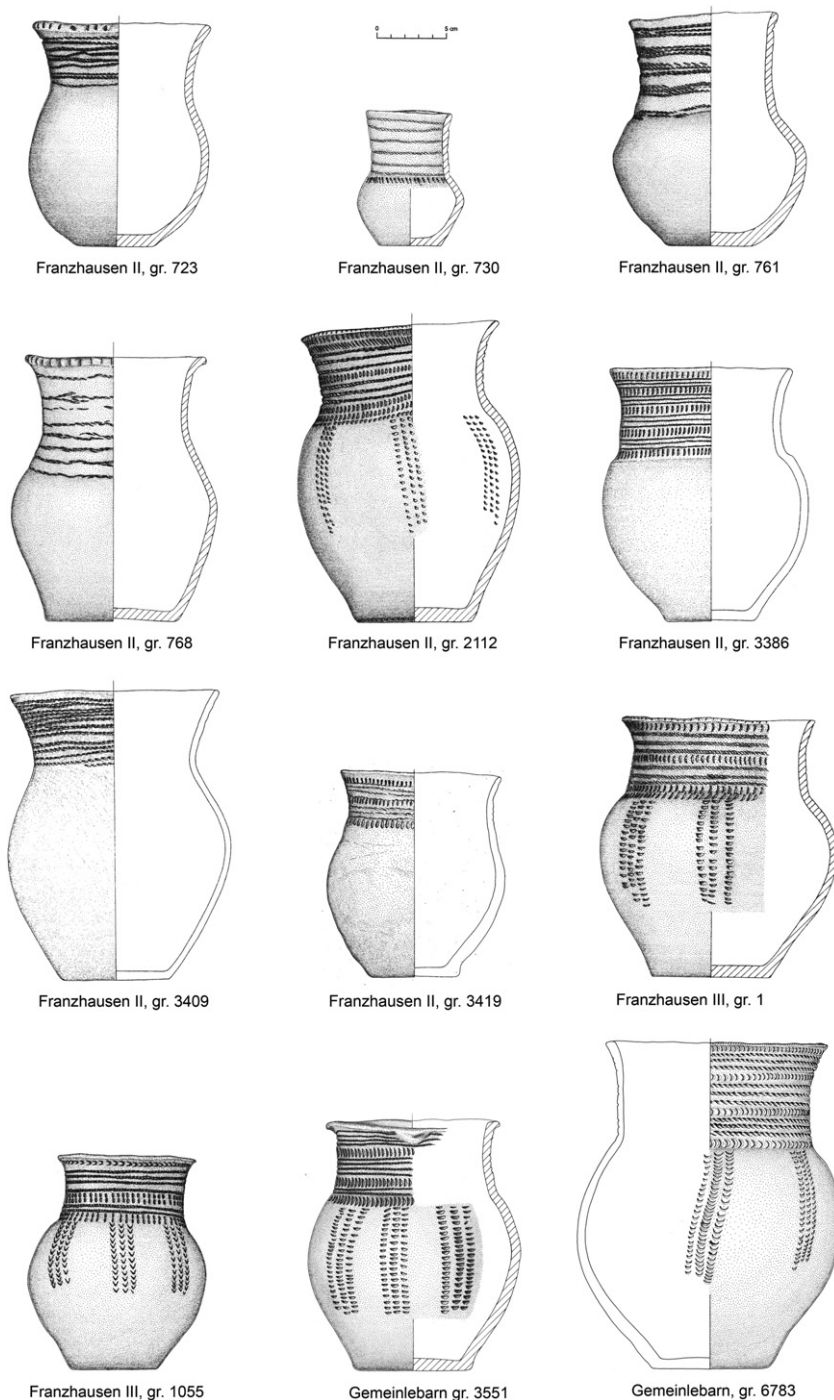 0 5 cm
Franzhausen II, gr. 723
Franzhausen II, gr. 730
Franzhausen II, gr. 761
Franzhausen II, gr. 768
Franzhausen II, gr. 2112
Franzhausen II, gr. 3386
Franzhausen II, gr. 3409
Franzhausen II, gr. 3419
Franzhausen III, gr. 1
Franzhausen III, gr. 1055
Gemeinlebarn gr. 3551
Gemeinlebarn, gr. 6783